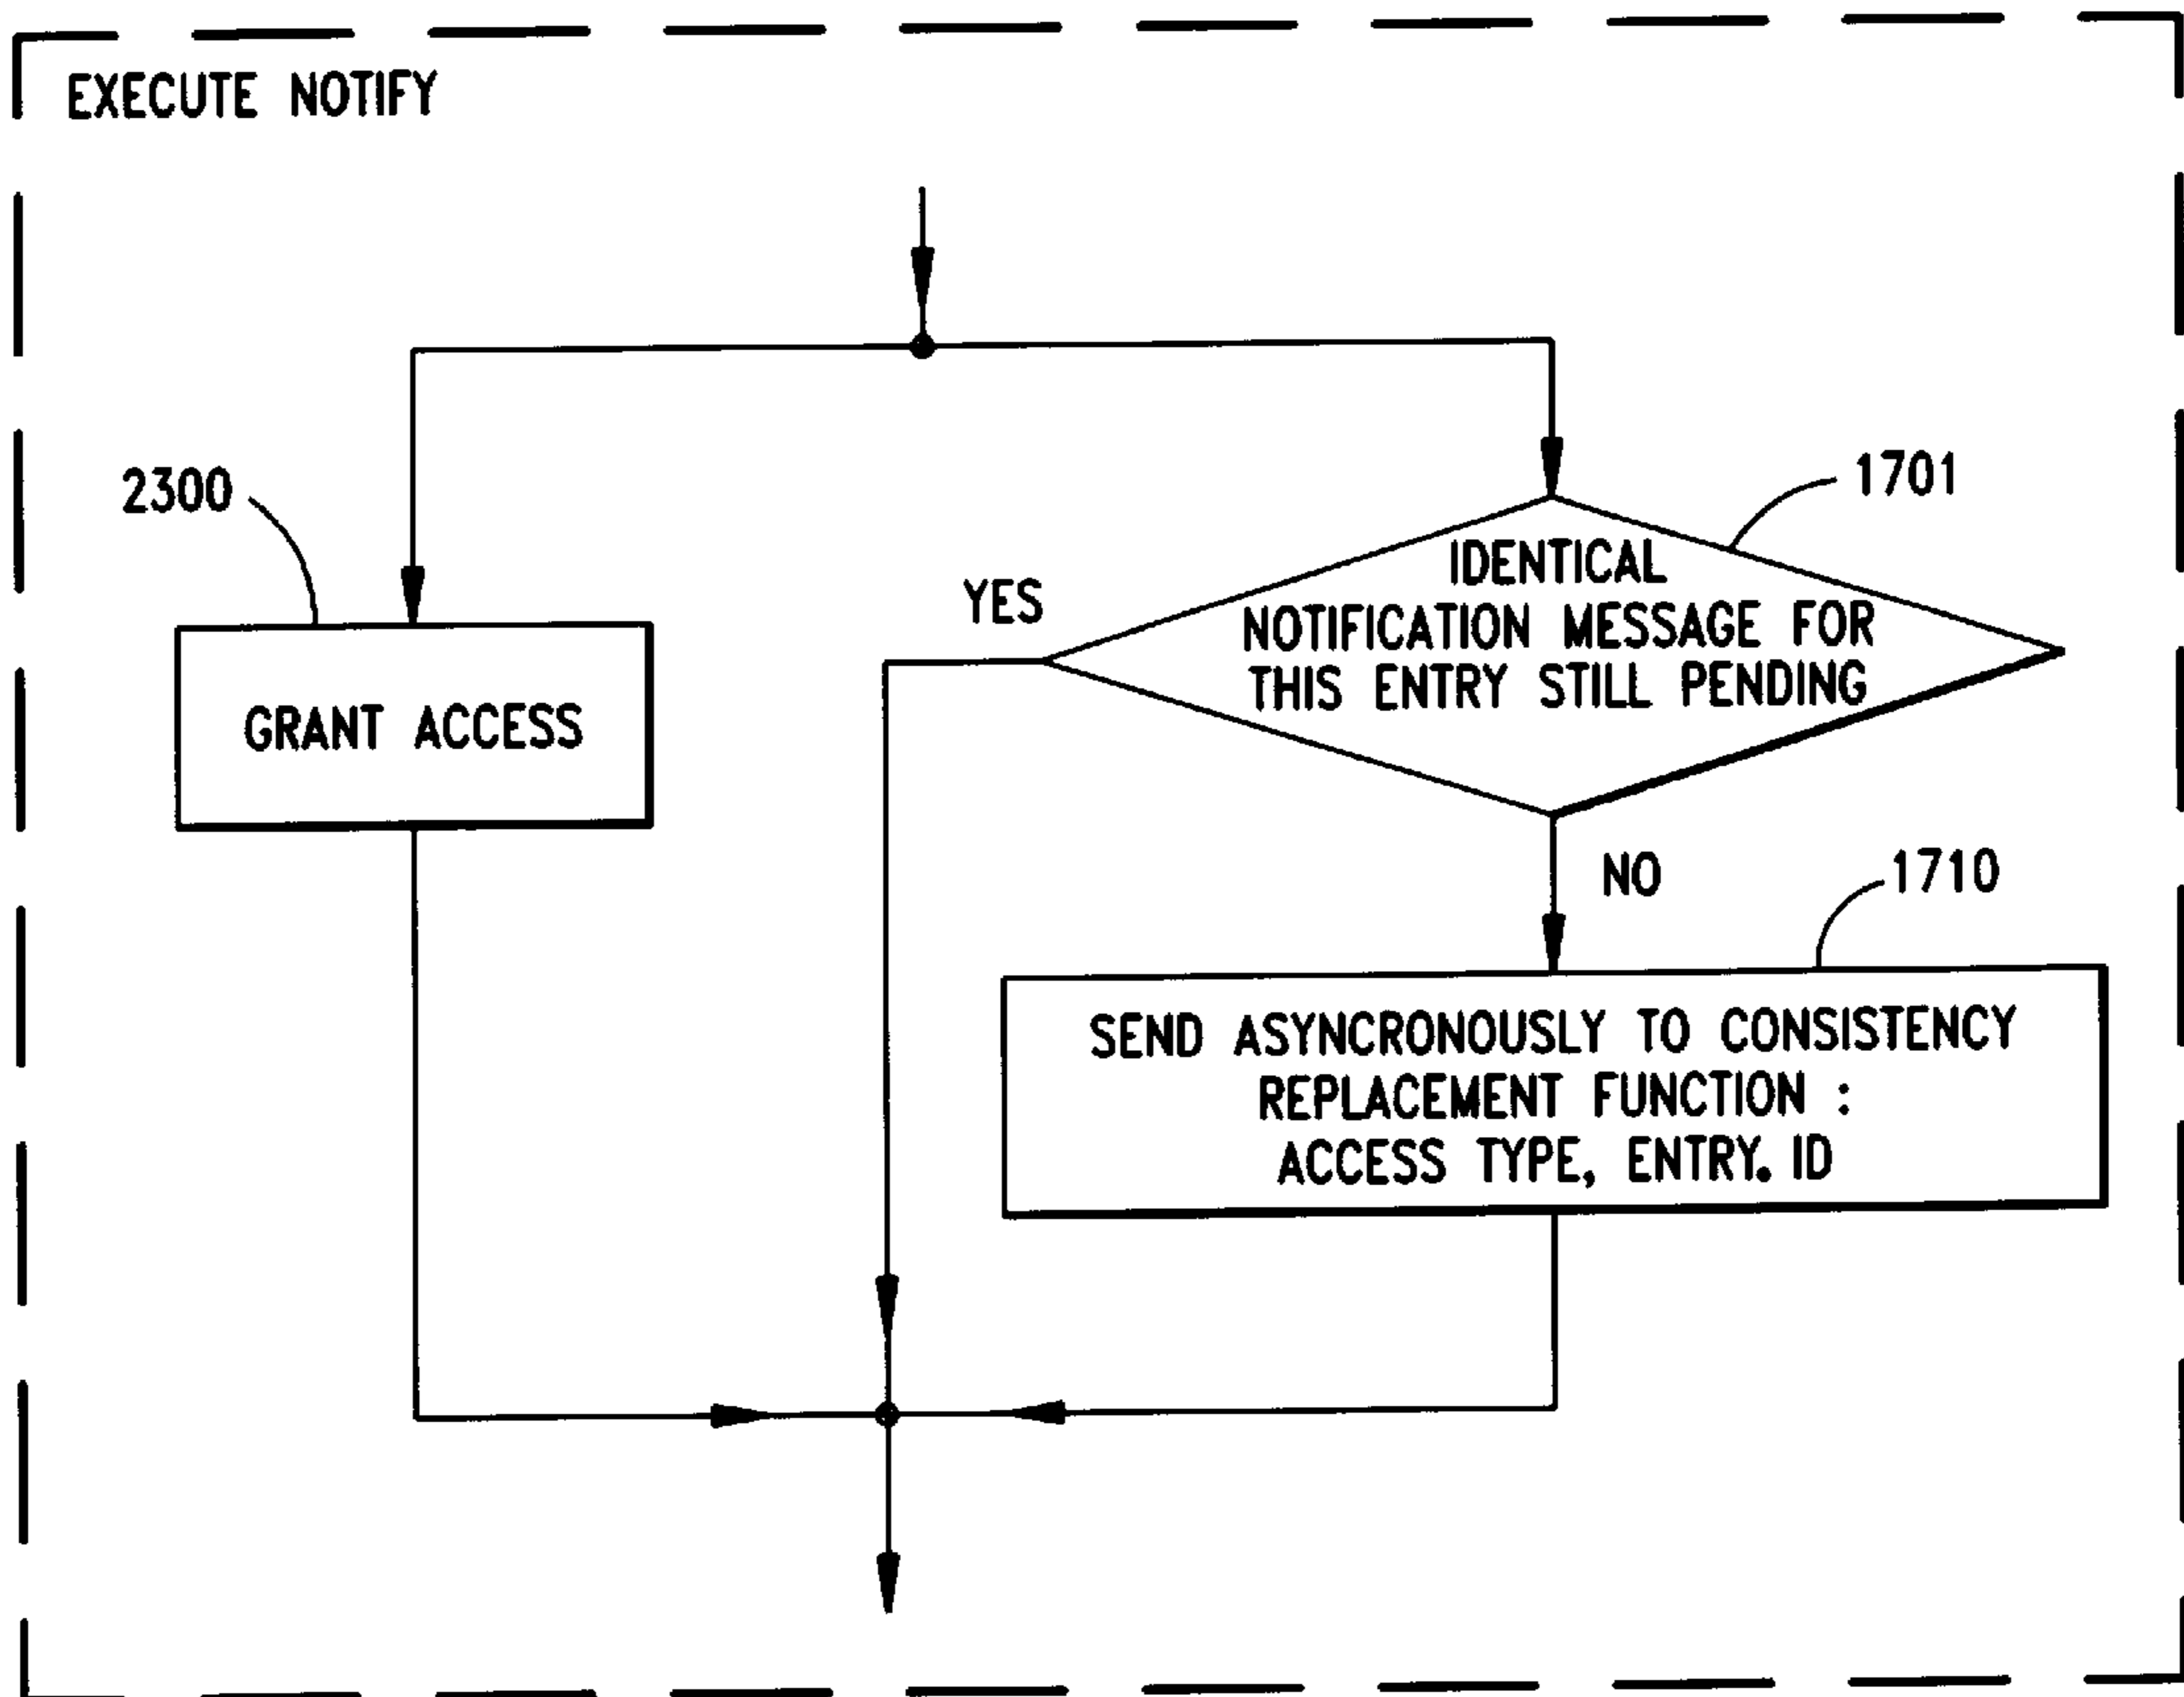 EXECUTE NOTIFY
2300
1701
IDENTICAL
NOTIFICATION MESSAGE FOR
THIS ENTRY STILL PENDING
YES
GRANT ACCESS
NO
1710
SEND ASYNCRONOUSLY TO CONSISTENCY
REPLACEMENT FUNCTION :
ACCESS TYPE, ENTRY. ID